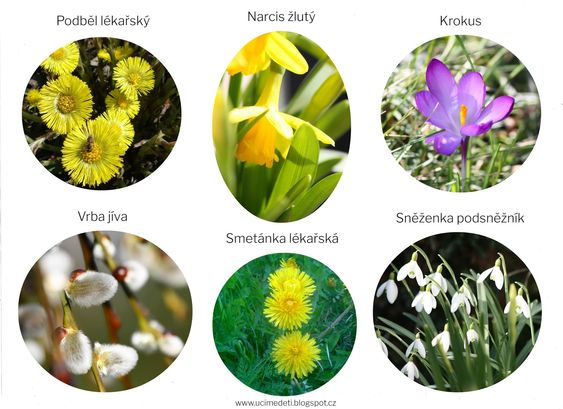 Podběl lékařský
Narcis žlutý
Krokus
Vrba jíva
Smetánka lékařská
Sněženka podsněžník
www.ucimedeti.blogspot.cz